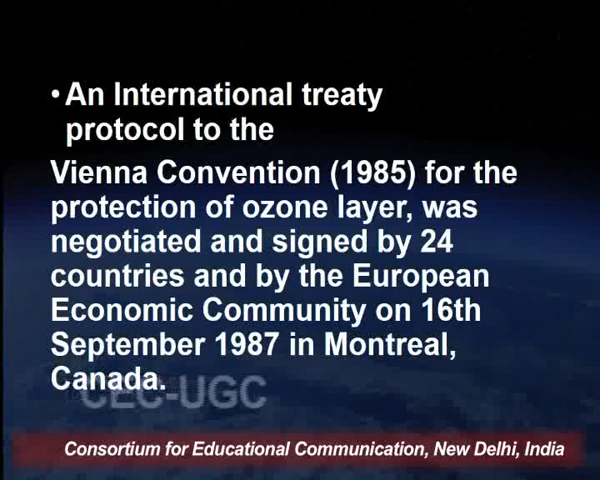 • An International treaty
protocol to the
Vienna Convention (1985) for the
protection of ozone layer, was
negotiated and signed by 24
countries and by the European
Economic Community on 16th
September 1987 in Montreal,
Canada.
CEC-UGC
Consortium for Educational Communication, New Delhi, India